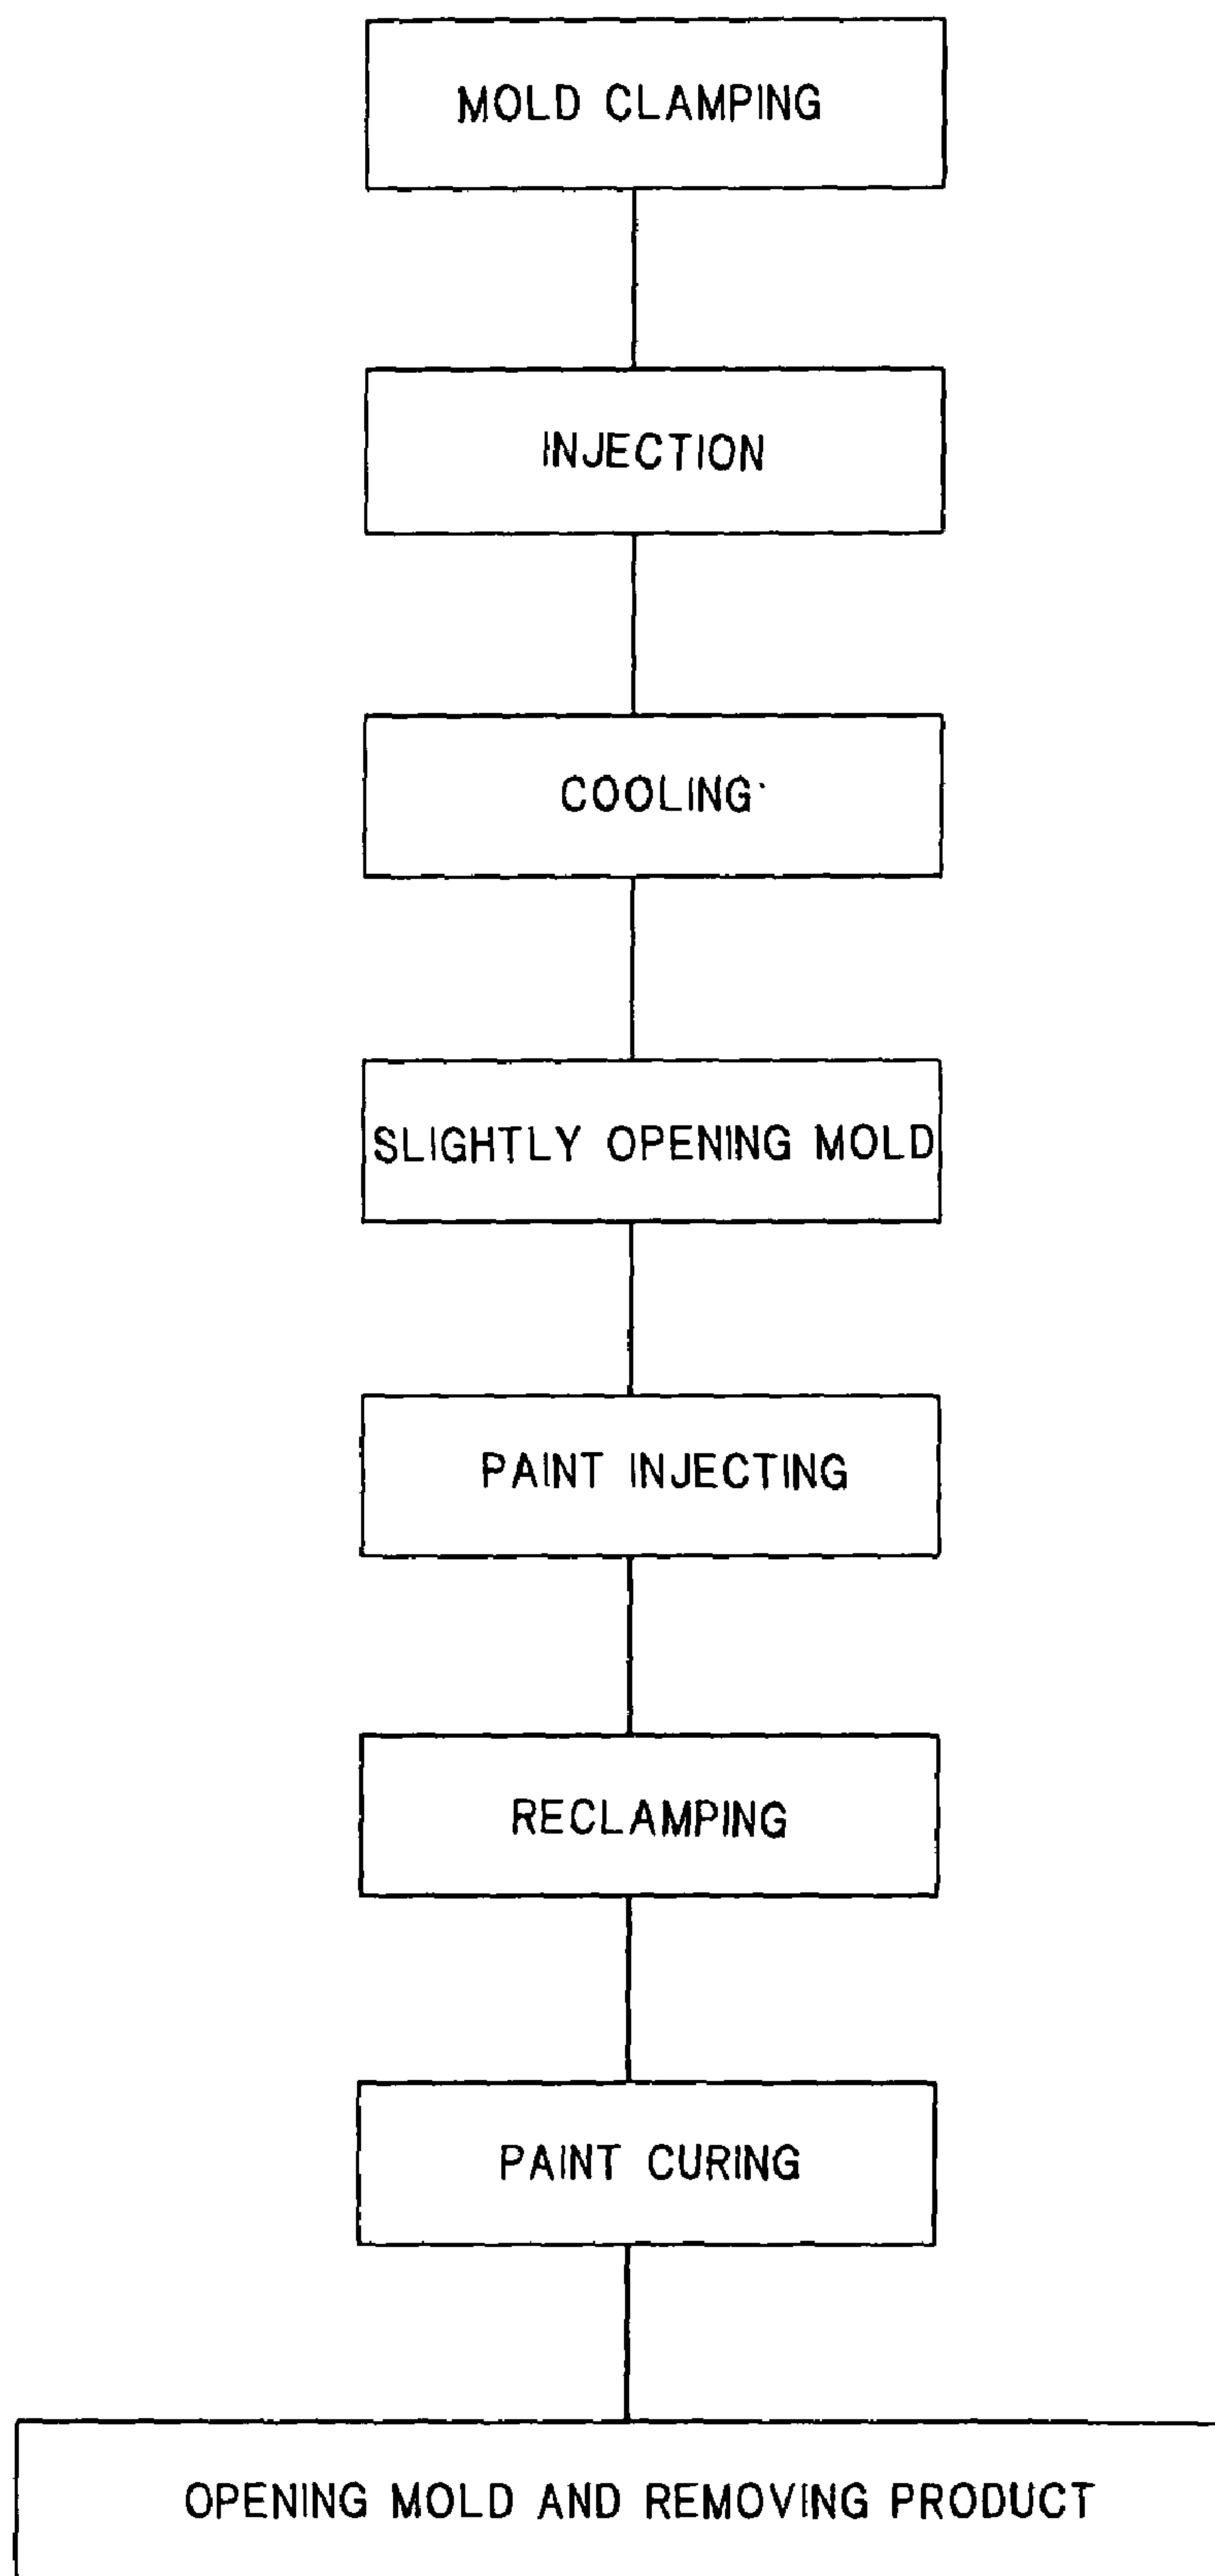 MOLD CLAMPING
INJECTION
COOLING
SLIGHTLY OPENING MOLD
PAINT INJECTING
RECLAMPING
PAINT CURING
OPENING MOLD AND REMOVING PRODUCT